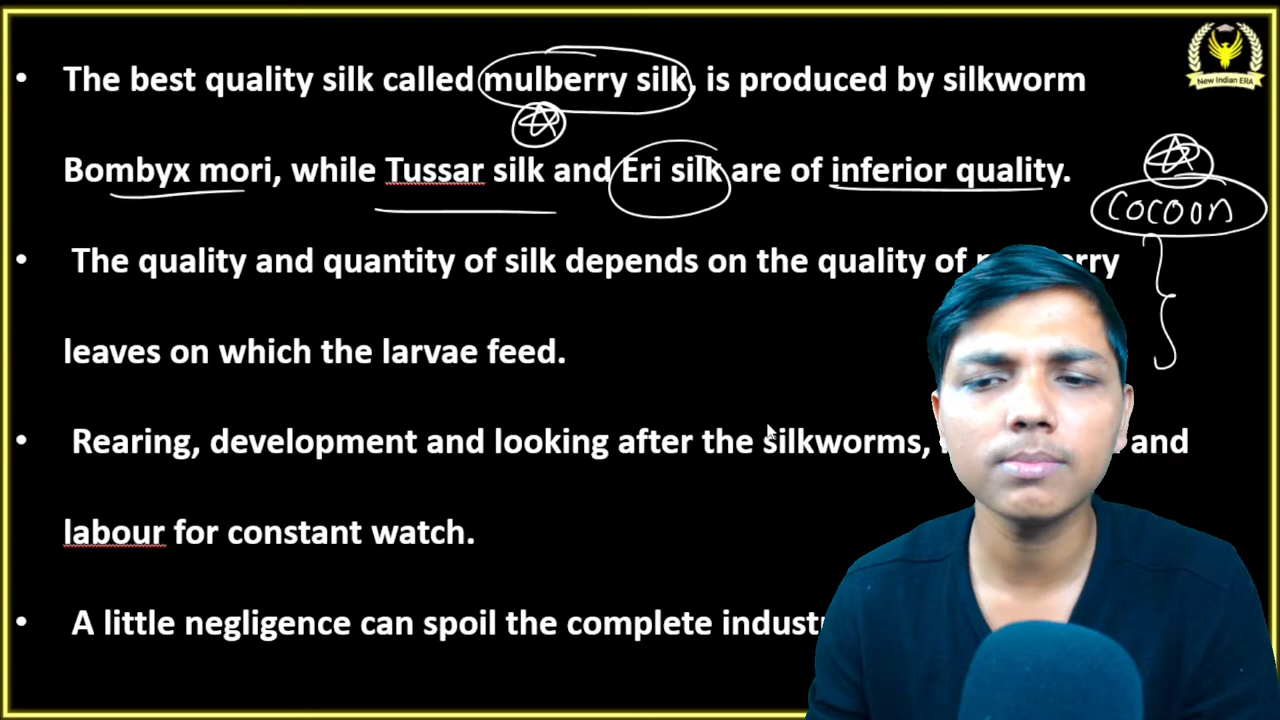 New Indian ERA
• The best quality silk called mulberry silk, is produced by silkworm
Bombyx mori, while Tussar silk and Eri silk are of inferior quality.
cocoon
• The quality and quantity of silk depends on the quality of
leaves on which the larvae feed.
• Rearing, development and looking after the silkworms, and
labour for constant watch.
• A little negligence can spoil the complete